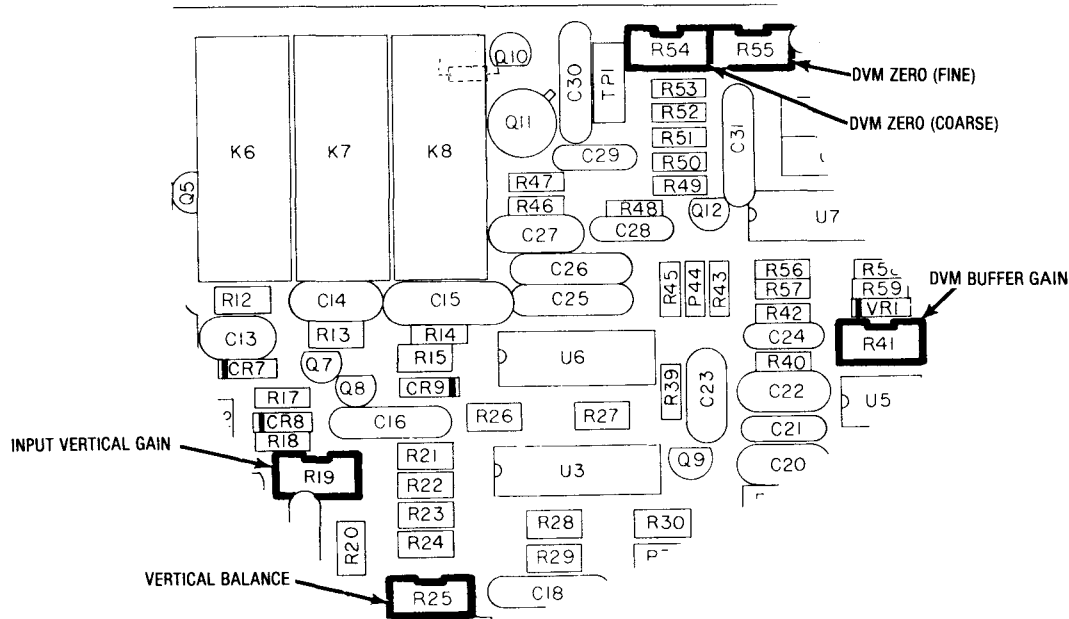 R54 R55
Q10
DVM ZERO (FINE)
C30
TP1
R53
R52
DVM ZERO (COARSE)
Q11
C31
R51
K6 K7 K8
C29
R50
R49
Q5
R47
R46
R48
Q12
U7
C27
C28
C26
R45
P44
R43
R56
R57
R59
DVM BUFFER GAIN
R12
C14
C15
C25
VR1
R42
C13
R13
R14
C24
R41
R15
U6
R40
CR7
Q7
Q8
CR9
R39
C23
C22
U5
R17
CR8
C16
R26
R27
C21
R18
INPUT VERTICAL GAIN
R21
Q9
C20
R19
R22
U3
R23
R28
R30
R20
R24
R29
VERTICAL BALANCE
R25
C18